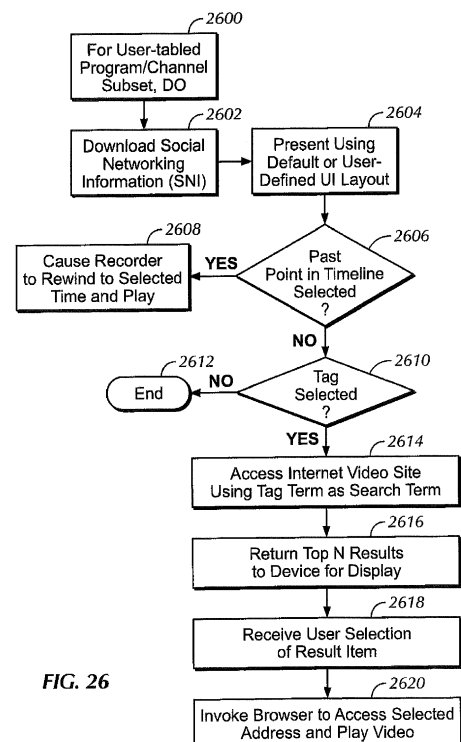 2600
For User-tabled
Program/Channel
Subset, DO
2602
Download Social
Networking
Information (SNI)
2604
Present Using
Default or User-
Defined UI Layout
2606
Past
Point in Timeline
Selected
?
YES
2608
Cause Recorder
to Rewind to Selected
Time and Play
NO
2610
Tag
Selected
?
NO
2612
End
YES
2614
Access Internet Video Site
Using Tag Term as Search Term
2616
Return Top N Results
to Device for Display
2618
Receive User Selection
of Result Item
2620
Invoke Browser to Access Selected
Address and Play Video
FIG. 26